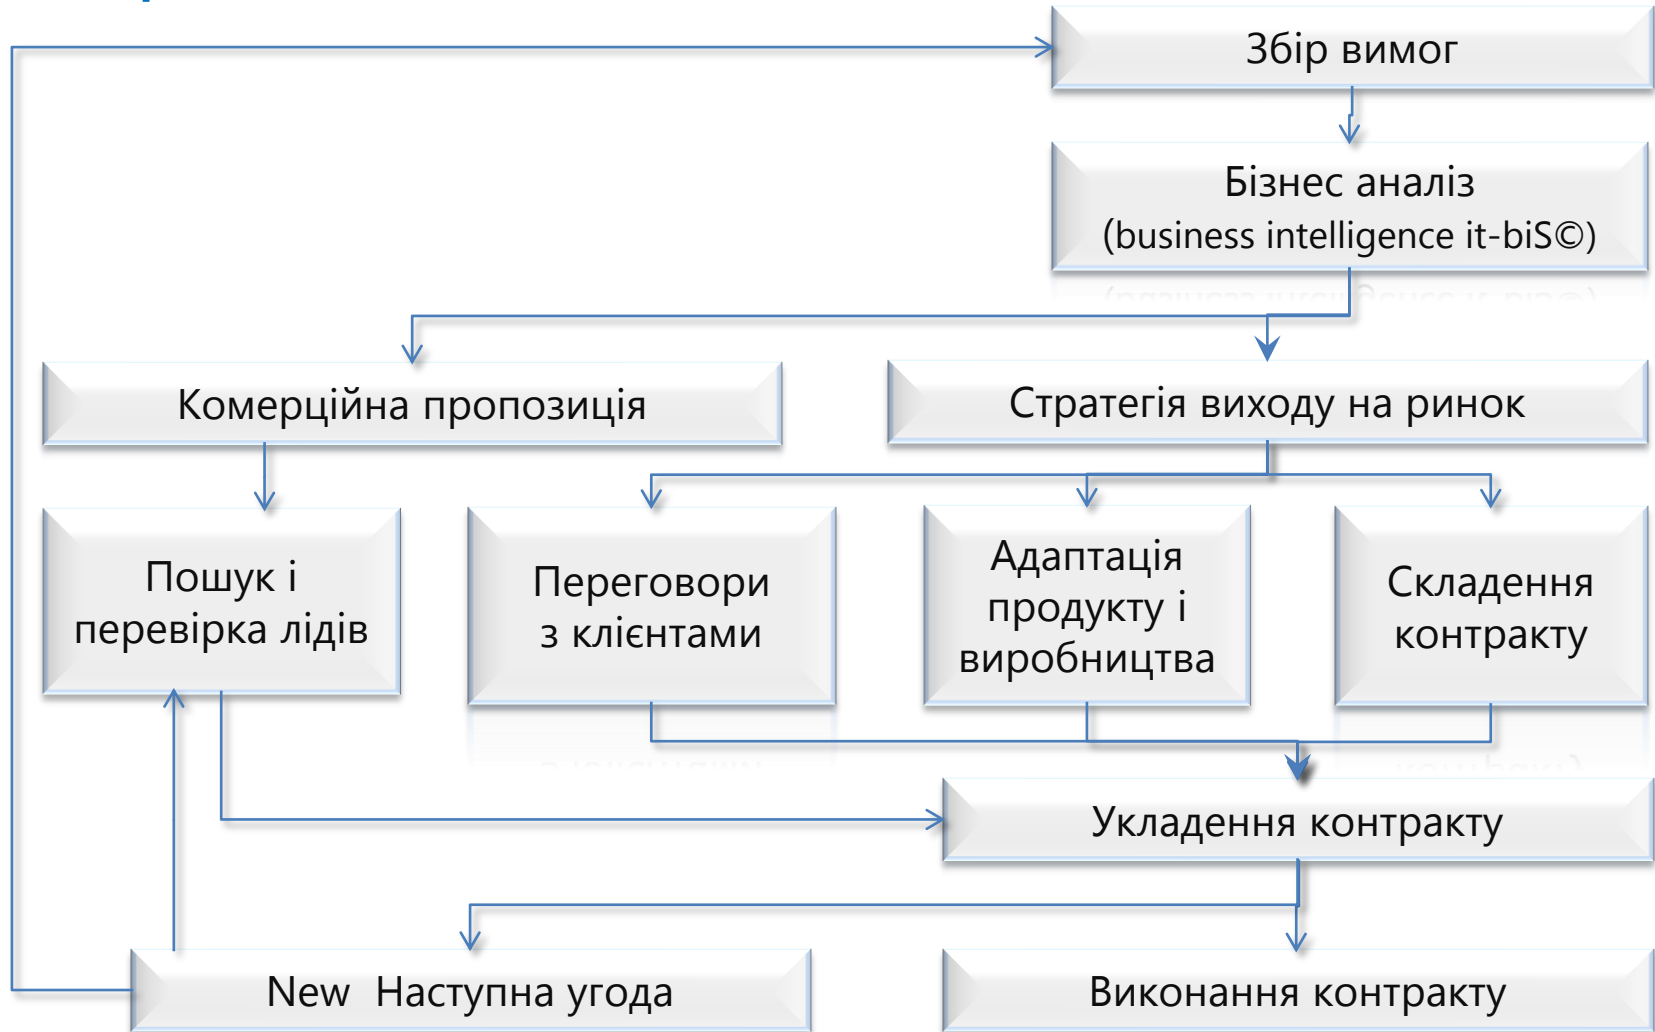 Збір вимог
Бізнес аналіз
(business intelligence it-biS©)
Комерційна пропозиція
Стратегія виходу на ринок
Пошук і
перевірка лідів
Переговори
з клієнтами
Адаптація
продукту і
виробництва
Складення
контракту
Укладення контракту
New  Наступна угода
Виконання контракту